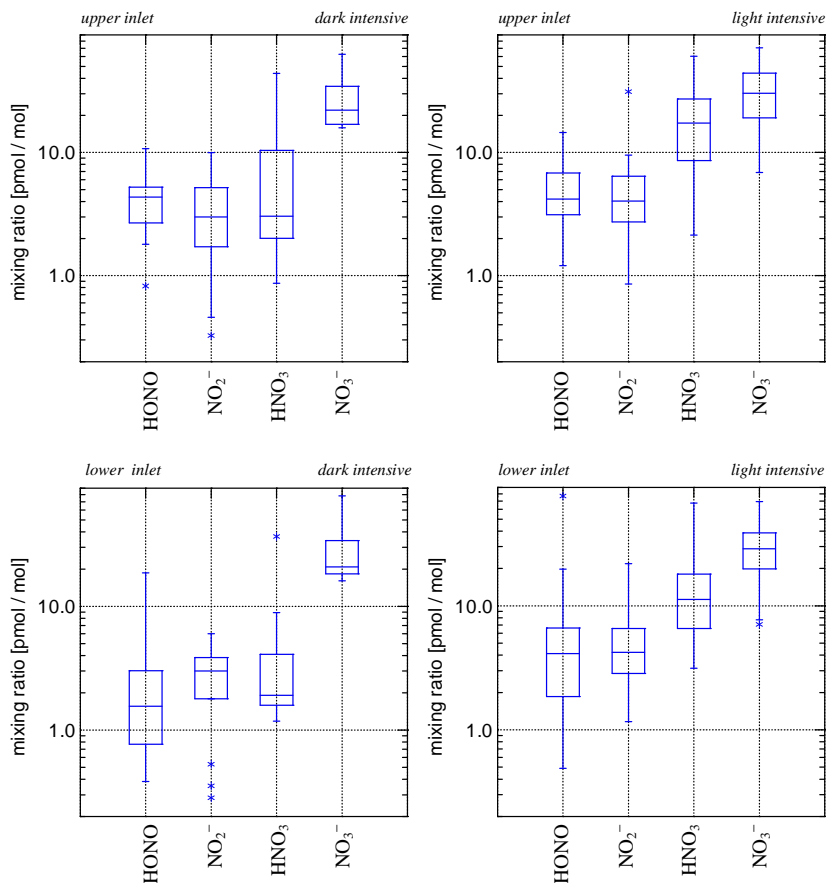 upper inlet dark intensive
mixing ratio [pmol / mol]
10.0
1.0
HONO NO₂⁻ HNO₃ NO₃⁻
upper inlet light intensive
mixing ratio [pmol / mol]
10.0
1.0
HONO NO₂⁻ HNO₃ NO₃⁻
lower inlet dark intensive
mixing ratio [pmol / mol]
10.0
1.0
HONO NO₂⁻ HNO₃ NO₃⁻
lower inlet light intensive
mixing ratio [pmol / mol]
10.0
1.0
HONO NO₂⁻ HNO₃ NO₃⁻